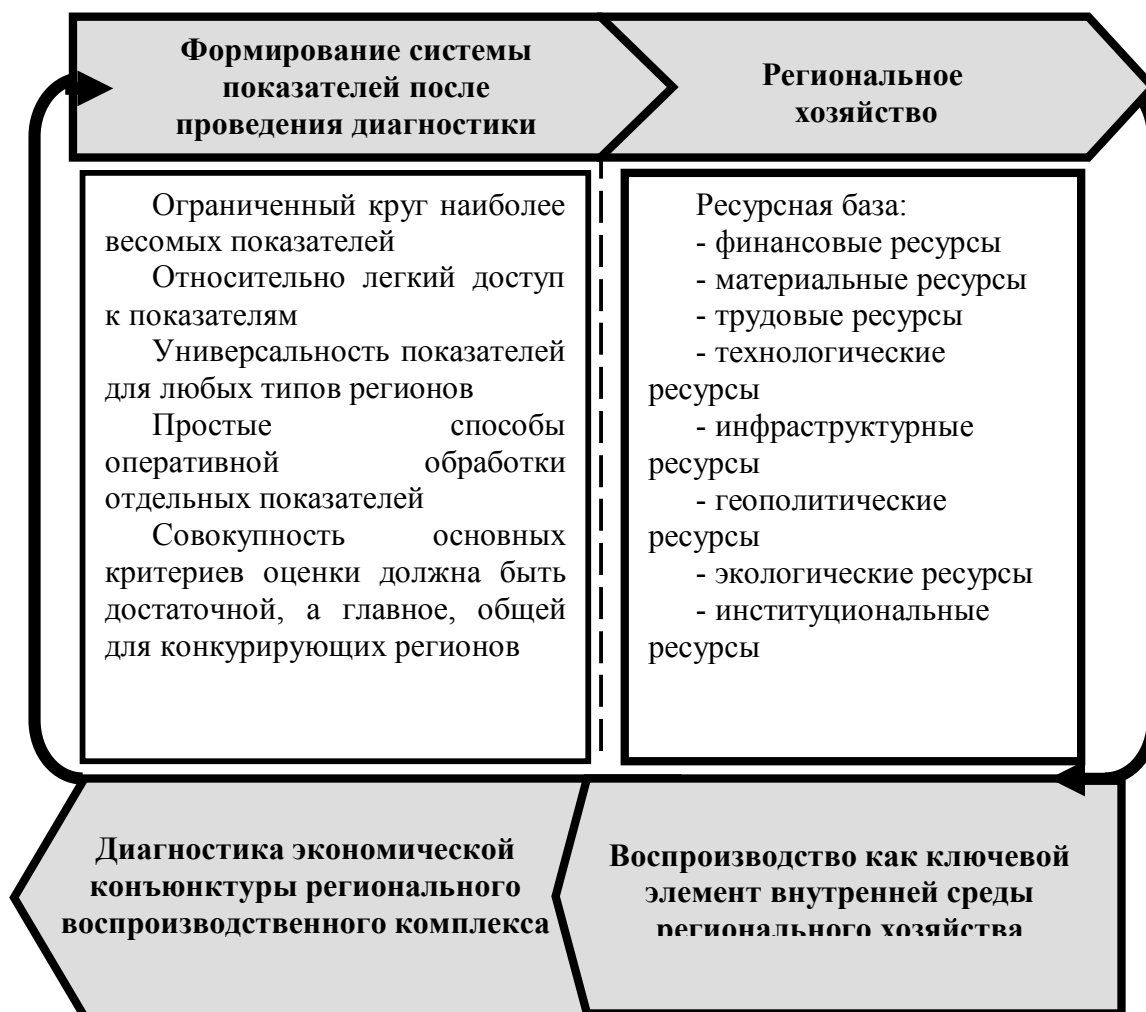 Формирование системы
показателей после
проведения диагностики
Региональное
хозяйство
Ограниченный круг наиболее
весомых показателей
Относительно легкий доступ
к показателям
Универсальность показателей
для любых типов регионов
Простые способы
оперативной обработки
отдельных показателей
Совокупность основных
критериев оценки должна быть
достаточной, а главное, общей
для конкурирующих регионов
Ресурсная база:
- финансовые ресурсы
- материальные ресурсы
- трудовые ресурсы
- технологические
ресурсы
- инфраструктурные
ресурсы
- геополитические
ресурсы
- экологические ресурсы
- институциональные
ресурсы
Диагностика экономической
конъюнктуры регионального
воспроизводственного комплекса
Воспроизводство как ключевой
элемент внутренней среды
регионального хозяйства